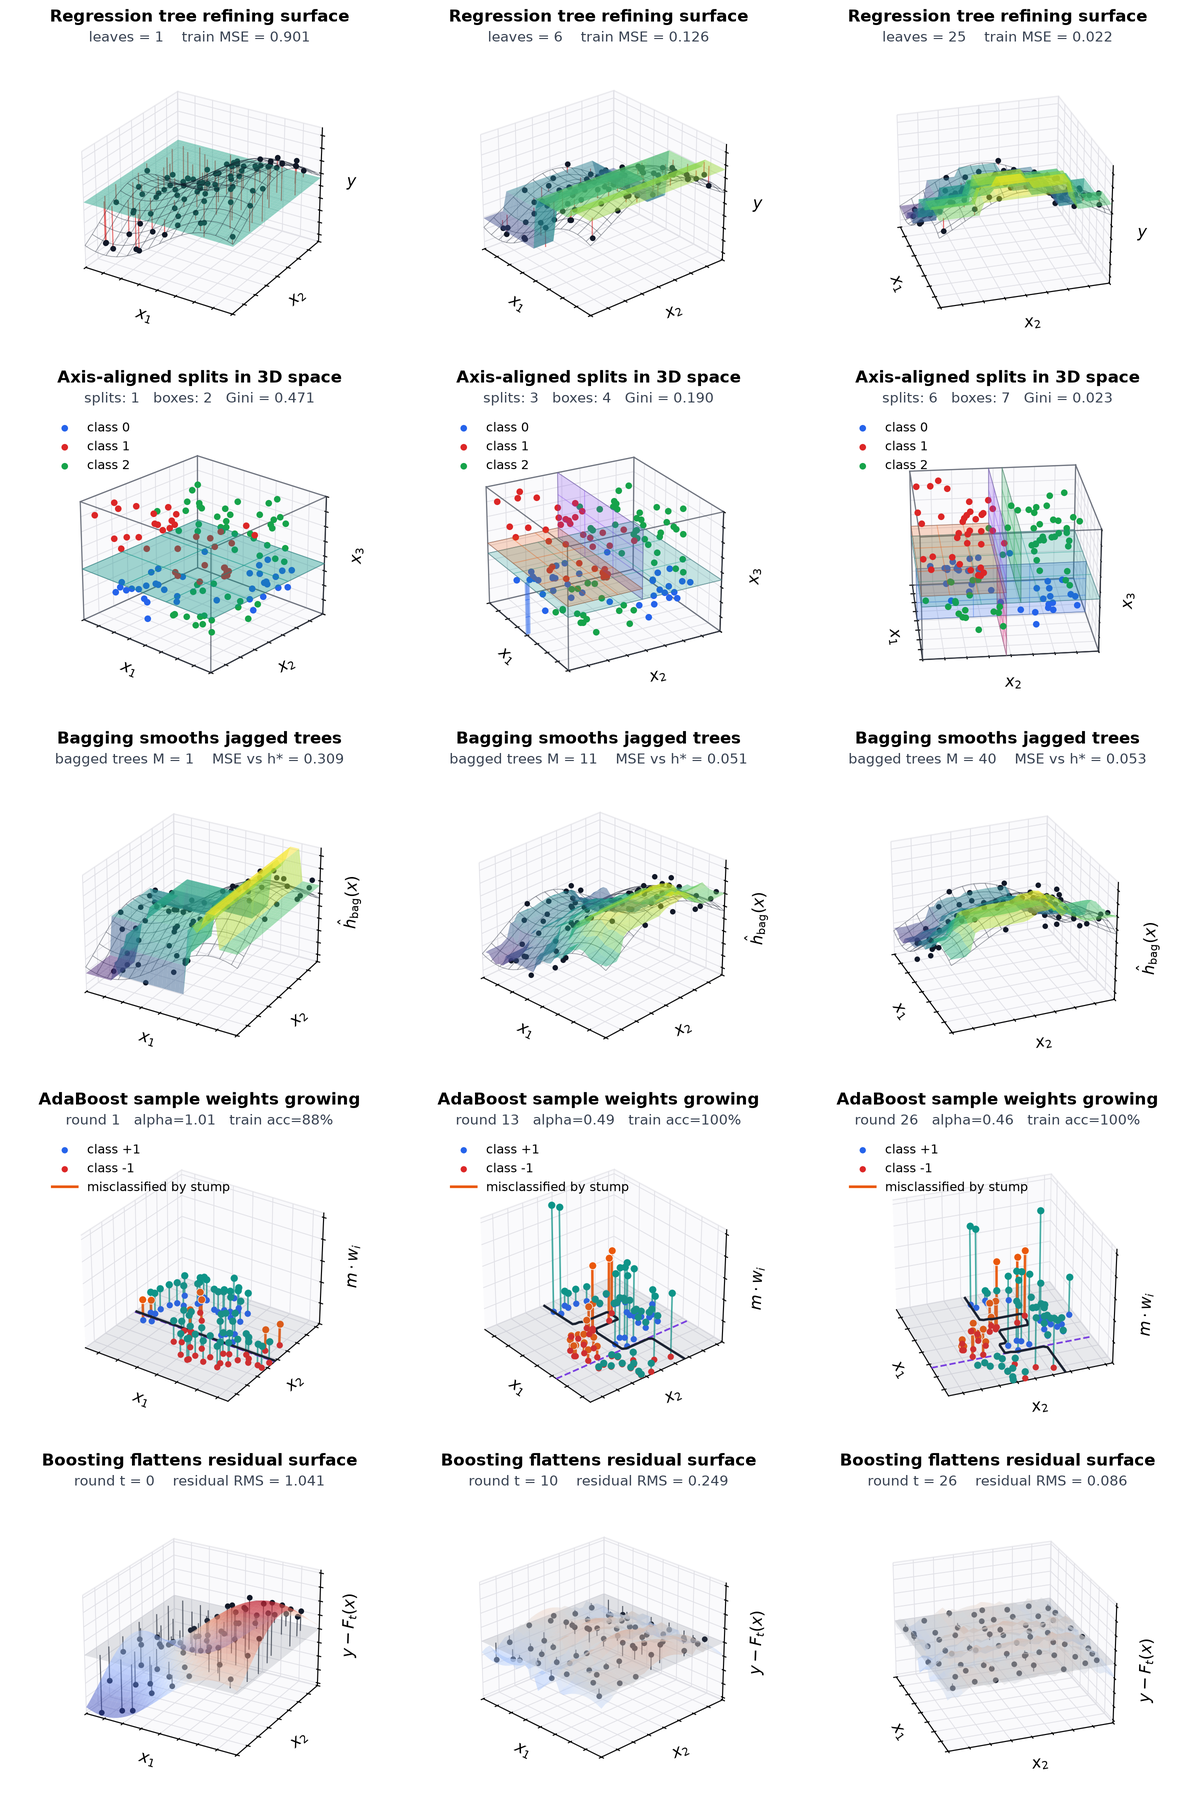 Regression tree refining surface
leaves = 1    train MSE = 0.901
y
x₁
x₂
Regression tree refining surface
leaves = 6    train MSE = 0.126
y
x₁
x₂
Regression tree refining surface
leaves = 25    train MSE = 0.022
y
x₁
x₂
Axis-aligned splits in 3D space
splits: 1   boxes: 2   Gini = 0.471
class 0
class 1
class 2
x₃
x₁
x₂
Axis-aligned splits in 3D space
splits: 3   boxes: 4   Gini = 0.190
class 0
class 1
class 2
x₃
x₁
x₂
Axis-aligned splits in 3D space
splits: 6   boxes: 7   Gini = 0.023
class 0
class 1
class 2
x₃
x₁
x₂
Bagging smooths jagged trees
bagged trees M = 1    MSE vs h* = 0.309
ĥbag(x)
x₁
x₂
Bagging smooths jagged trees
bagged trees M = 11    MSE vs h* = 0.051
ĥbag(x)
x₁
x₂
Bagging smooths jagged trees
bagged trees M = 40    MSE vs h* = 0.053
ĥbag(x)
x₁
x₂
AdaBoost sample weights growing
round 1   alpha=1.01   train acc=88%
class +1
class -1
misclassified by stump
m · wᵢ
x₁
x₂
AdaBoost sample weights growing
round 13   alpha=0.49   train acc=100%
class +1
class -1
misclassified by stump
m · wᵢ
x₁
x₂
AdaBoost sample weights growing
round 26   alpha=0.46   train acc=100%
class +1
class -1
misclassified by stump
m · wᵢ
x₁
x₂
Boosting flattens residual surface
round t = 0    residual RMS = 1.041
y − Fₜ(x)
x₁
x₂
Boosting flattens residual surface
round t = 10    residual RMS = 0.249
y − Fₜ(x)
x₁
x₂
Boosting flattens residual surface
round t = 26    residual RMS = 0.086
y − Fₜ(x)
x₁
x₂